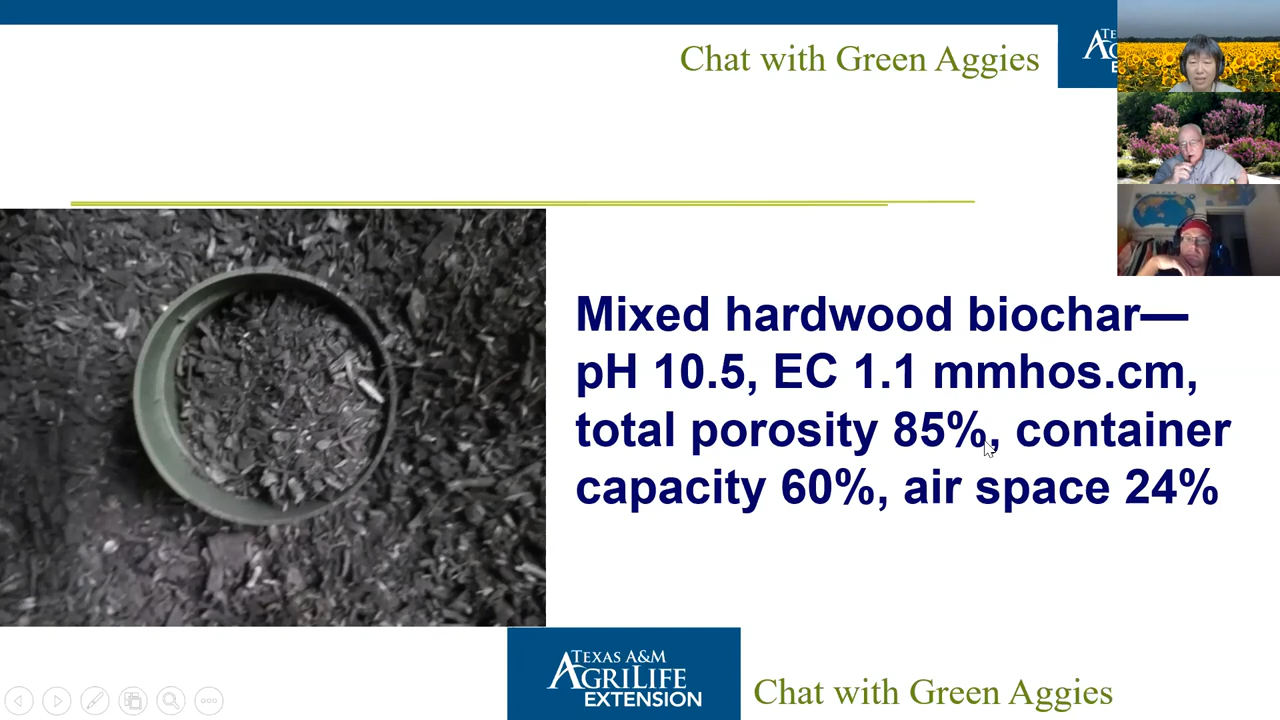 Chat with Green Aggies
Mixed hardwood biochar—
pH 10.5, EC 1.1 mmhos.cm,
total porosity 85%, container
capacity 60%, air space 24%
TEXAS A&M
AGRILIFE
EXTENSION
Chat with Green Aggies